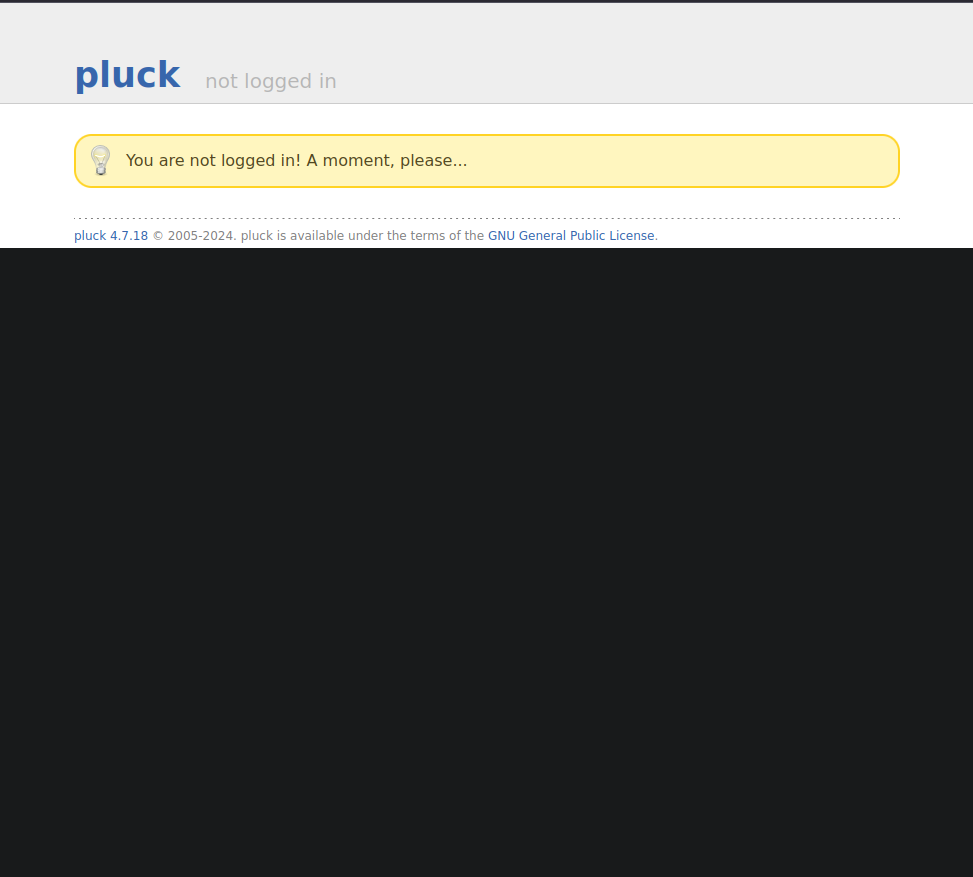 pluck not logged in
You are not logged in! A moment, please...
pluck 4.7.18 © 2005-2024. pluck is available under the terms of the GNU General Public License.